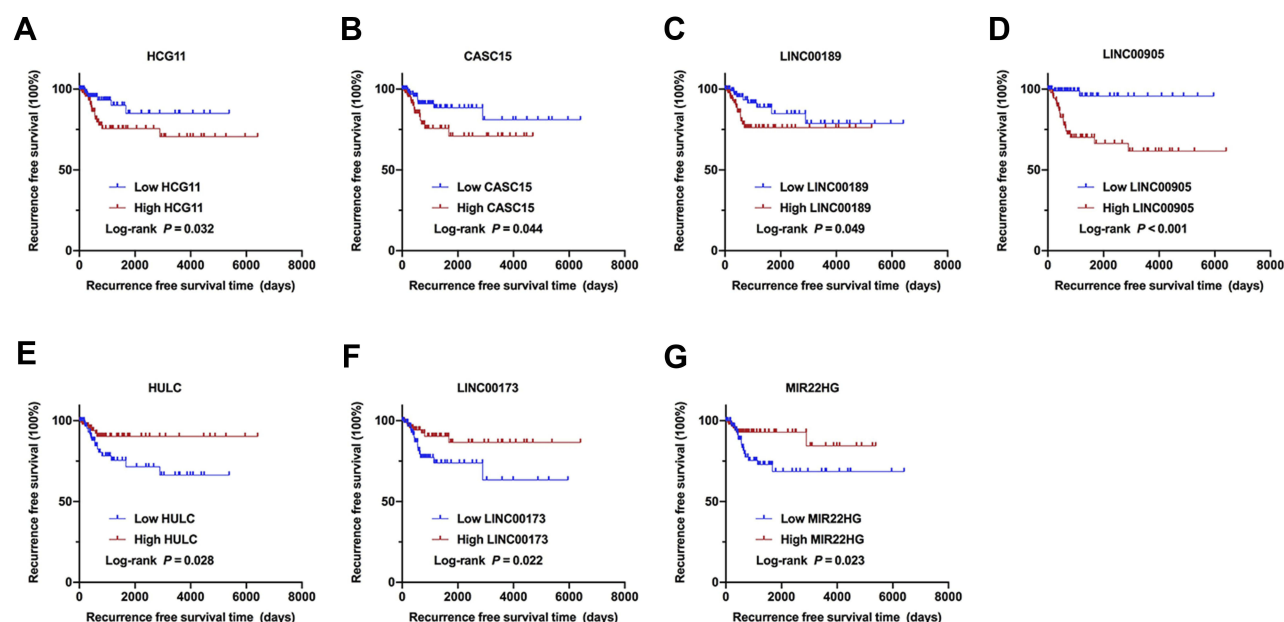 A
HCG11
Recurrence free survival (100%)
100
50
0
Low HCG11
High HCG11
Log-rank P = 0.032
0 2000 4000 6000 8000
Recurrence free survival time (days)
B
CASC15
Recurrence free survival (100%)
100
50
0
Low CASC15
High CASC15
Log-rank P = 0.044
0 2000 4000 6000 8000
Recurrence free survival time (days)
C
LINC00189
Recurrence free survival (100%)
100
50
0
Low LINC00189
High LINC00189
Log-rank P = 0.049
0 2000 4000 6000 8000
Recurrence free survival time (days)
D
LINC00905
Recurrence free survival (100%)
100
50
0
Low LINC00905
High LINC00905
Log-rank P < 0.001
0 2000 4000 6000 8000
Recurrence free survival time (days)
E
HULC
Recurrence free survival (100%)
100
50
0
Low HULC
High HULC
Log-rank P = 0.028
0 2000 4000 6000 8000
Recurrence free survival time (days)
F
LINC00173
Recurrence free survival (100%)
100
50
0
Low LINC00173
High LINC00173
Log-rank P = 0.022
0 2000 4000 6000 8000
Recurrence free survival time (days)
G
MIR22HG
Recurrence free survival (100%)
100
50
0
Low MIR22HG
High MIR22HG
Log-rank P = 0.023
0 2000 4000 6000 8000
Recurrence free survival time (days)